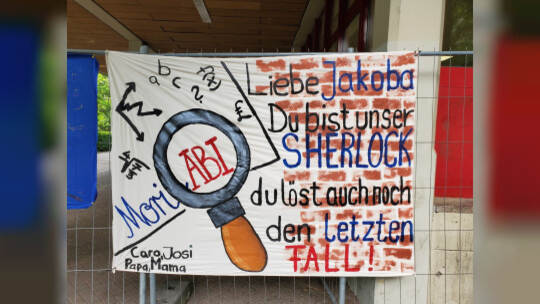 a b c f(x)
2.
ABI
Mori
Caro, Josi
Papa, Mama
Liebe Jakoba
Du bist unser
SHERLOCK
du löst auch noch
den letzten
FALL!